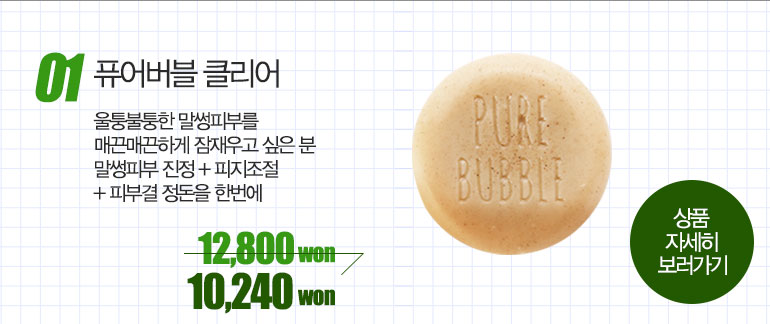 01 퓨어버블 클리어
울퉁불퉁한 말썽피부를
매끈매끈하게 잠재우고 싶은 분
말썽피부 진정 + 피지조절
+ 피부결 정돈을 한번에
12,800 won
10,240 won
PURE
BUBBLE
상품
자세히
보러가기